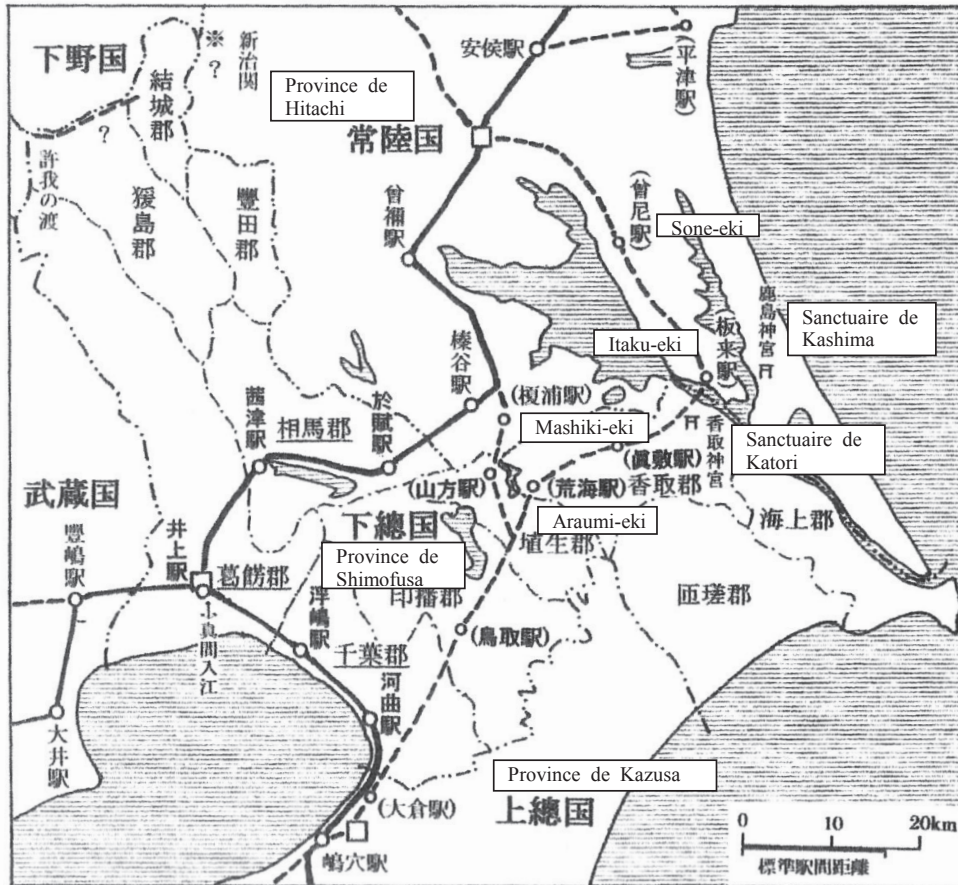 下野国
結城郡
※
?
新治関
?
許我の渡
猨島郡
豐田郡
Province de
Hitachi
常陸国
安侯駅
(平津駅)
曾禰駅
(曾尼駅)
Sone-eki
鹿島神宮
Sanctuaire de
Kashima
Itaku-eki
(板来駅)
榛谷駅
(榎浦駅)
Mashiki-eki
(眞敷駅)
香取神宮
Sanctuaire de
Katori
茜津駅
相馬郡
於賦駅
(山方駅)
(荒海駅)
香取郡
Araumi-eki
海上郡
武蔵国
豐嶋駅
井上駅
葛餝郡
下總国
Province de
Shimofusa
埴生郡
印播郡
匝瑳郡
↑真間入江
浮嶋駅
千葉郡
(鳥取駅)
河曲駅
大井駅
(大倉駅)
嶋穴駅
Province de Kazusa
上總国
0 10 20km
標準駅間距離